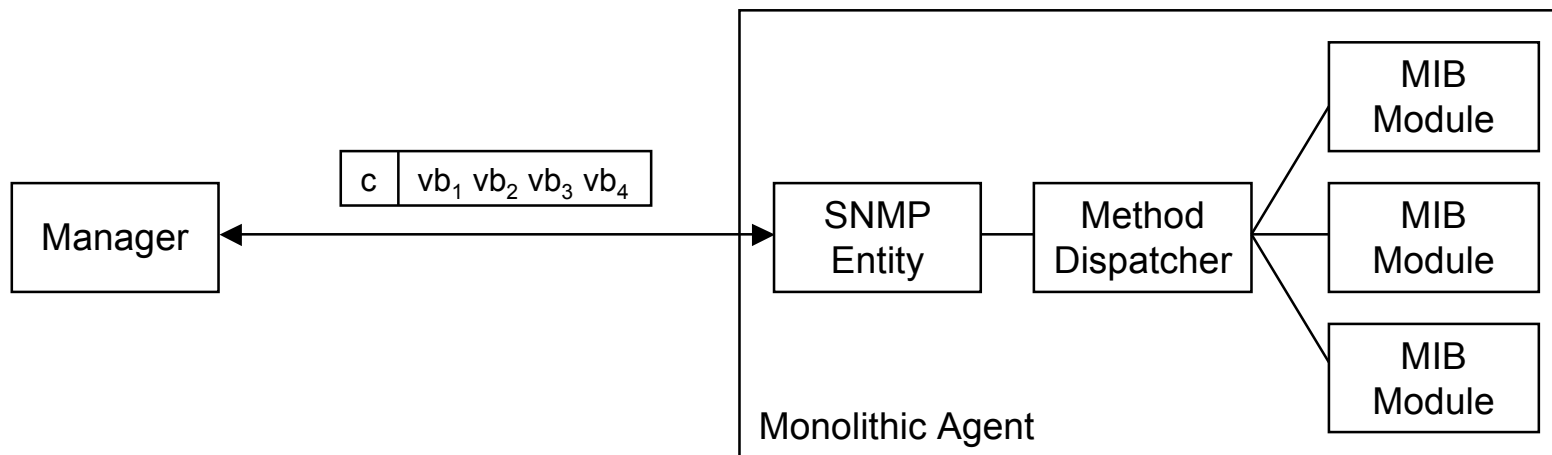 MIB
Module
c vb₁ vb₂ vb₃ vb₄
Manager
SNMP
Entity
Method
Dispatcher
MIB
Module
MIB
Module
Monolithic Agent